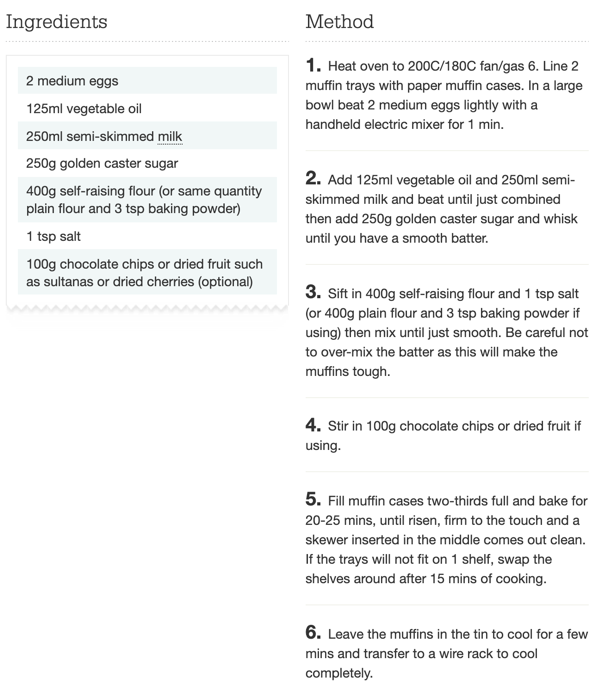 Ingredients
2 medium eggs
125ml vegetable oil
250ml semi-skimmed milk
250g golden caster sugar
400g self-raising flour (or same quantity
plain flour and 3 tsp baking powder)
1 tsp salt
100g chocolate chips or dried fruit such
as sultanas or dried cherries (optional)
Method
1. Heat oven to 200C/180C fan/gas 6. Line 2
muffin trays with paper muffin cases. In a large
bowl beat 2 medium eggs lightly with a
handheld electric mixer for 1 min.
2. Add 125ml vegetable oil and 250ml semi-
skimmed milk and beat until just combined
then add 250g golden caster sugar and whisk
until you have a smooth batter.
3. Sift in 400g self-raising flour and 1 tsp salt
(or 400g plain flour and 3 tsp baking powder if
using) then mix until just smooth. Be careful not
to over-mix the batter as this will make the
muffins tough.
4. Stir in 100g chocolate chips or dried fruit if
using.
5. Fill muffin cases two-thirds full and bake for
20-25 mins, until risen, firm to the touch and a
skewer inserted in the middle comes out clean.
If the trays will not fit on 1 shelf, swap the
shelves around after 15 mins of cooking.
6. Leave the muffins in the tin to cool for a few
mins and transfer to a wire rack to cool
completely.